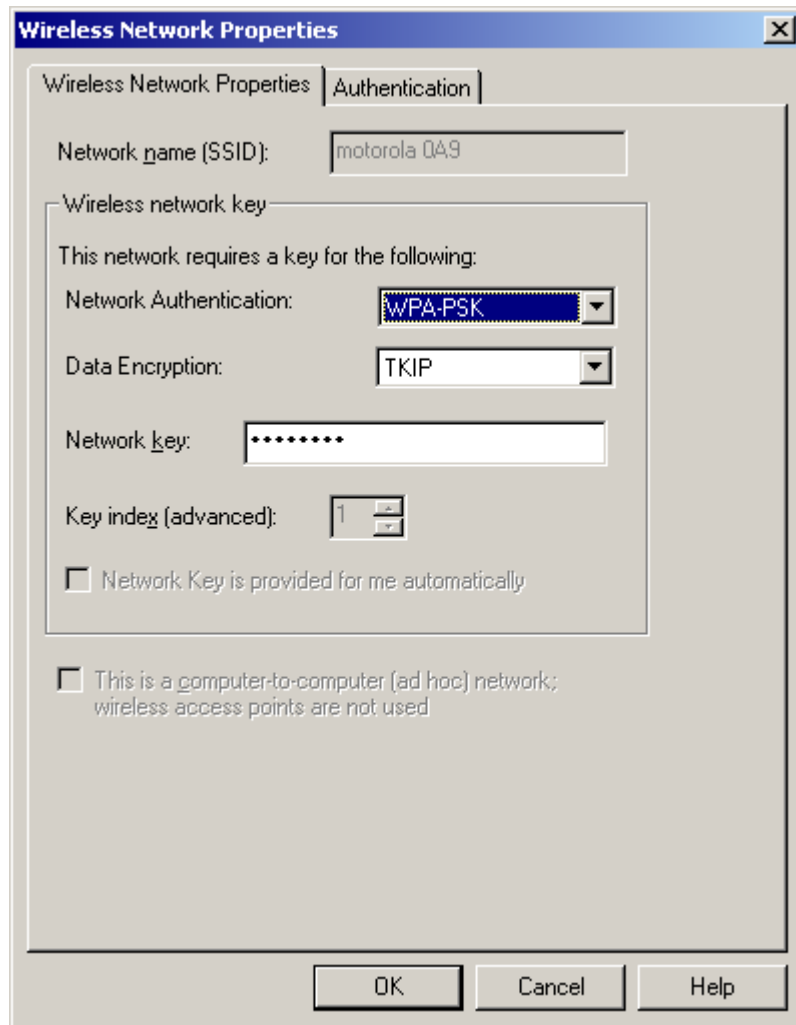 Wireless Network Properties
Wireless Network Properties Authentication
Network name (SSID): motorola 0A9
Wireless network key
This network requires a key for the following:
Network Authentication: WPA-PSK
Data Encryption: TKIP
Network key: ••••••••
Key index (advanced): 1
Network Key is provided for me automatically
This is a computer-to-computer (ad hoc) network;
wireless access points are not used
OK Cancel Help